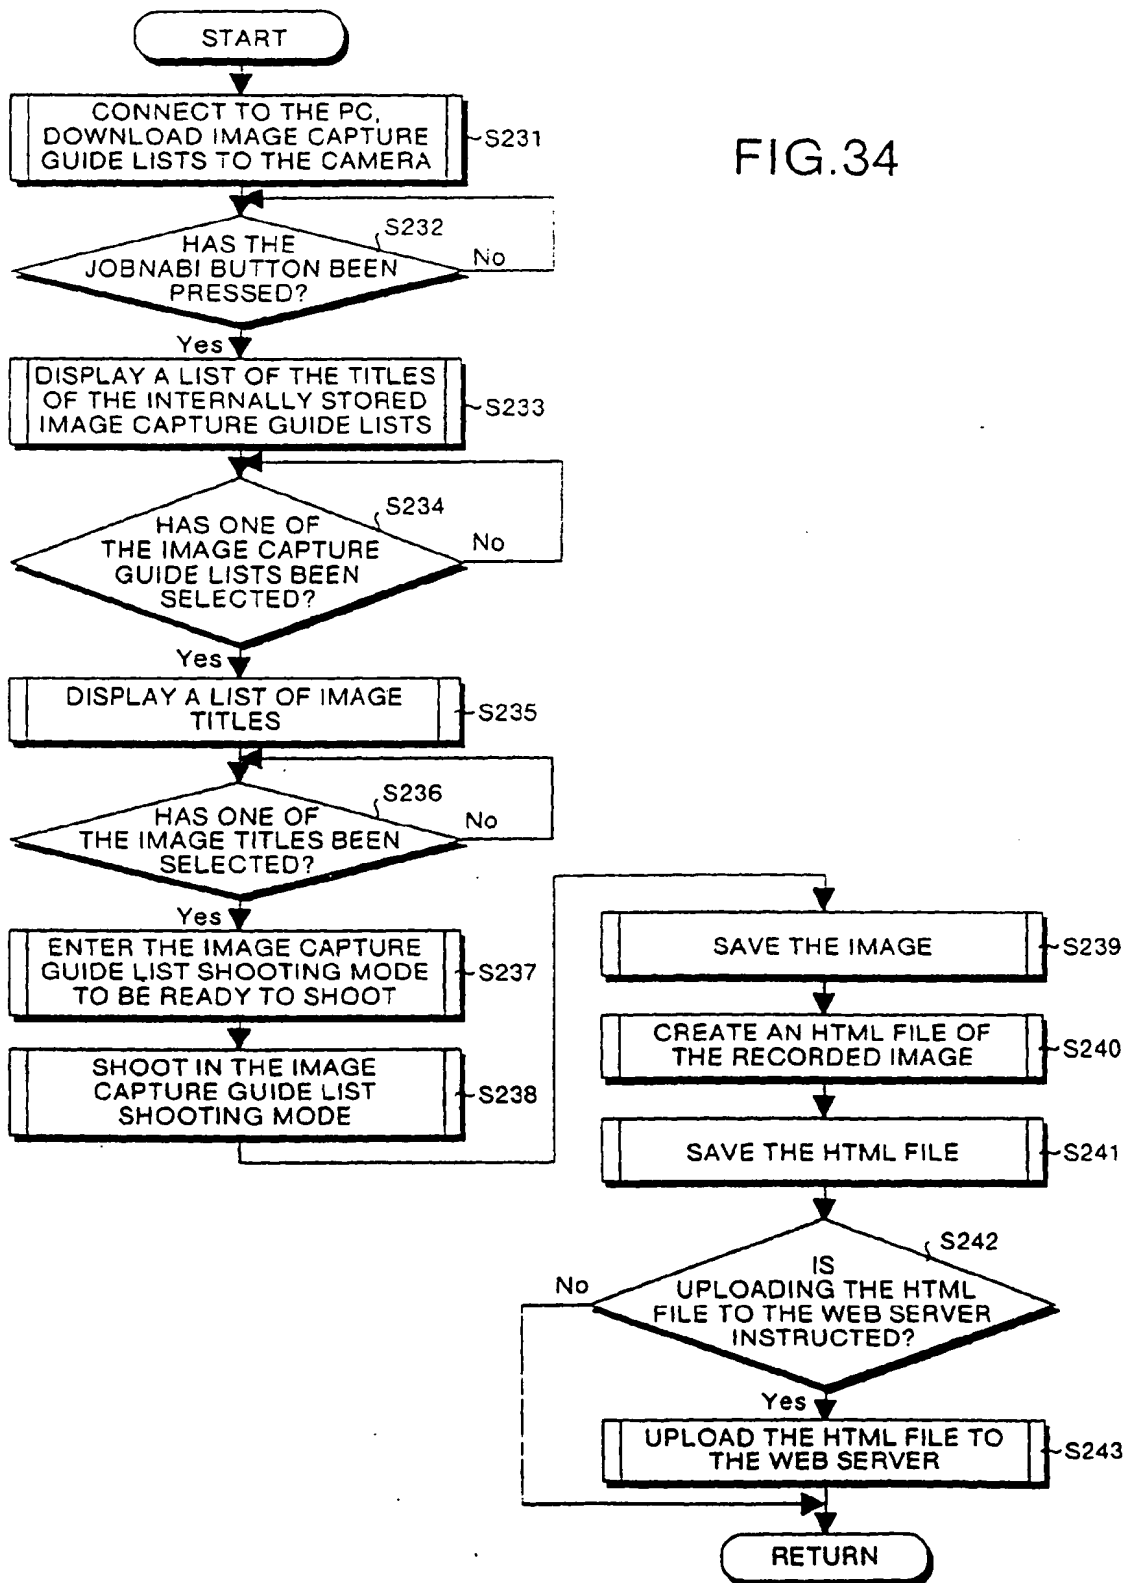 START
CONNECT TO THE PC,
DOWNLOAD IMAGE CAPTURE
GUIDE LISTS TO THE CAMERA
S231
FIG.34
S232
HAS THE
JOBNABI BUTTON BEEN
PRESSED?
No
Yes
DISPLAY A LIST OF THE TITLES
OF THE INTERNALLY STORED
IMAGE CAPTURE GUIDE LISTS
S233
S234
HAS ONE OF
THE IMAGE CAPTURE
GUIDE LISTS BEEN
SELECTED?
No
Yes
DISPLAY A LIST OF IMAGE
TITLES
S235
S236
HAS ONE OF
THE IMAGE TITLES BEEN
SELECTED?
No
Yes
ENTER THE IMAGE CAPTURE
GUIDE LIST SHOOTING MODE
TO BE READY TO SHOOT
S237
SHOOT IN THE IMAGE
CAPTURE GUIDE LIST
SHOOTING MODE
S238
SAVE THE IMAGE
S239
CREATE AN HTML FILE OF
THE RECORDED IMAGE
S240
SAVE THE HTML FILE
S241
S242
IS
UPLOADING THE HTML
FILE TO THE WEB SERVER
INSTRUCTED?
No
Yes
UPLOAD THE HTML FILE TO
THE WEB SERVER
S243
RETURN